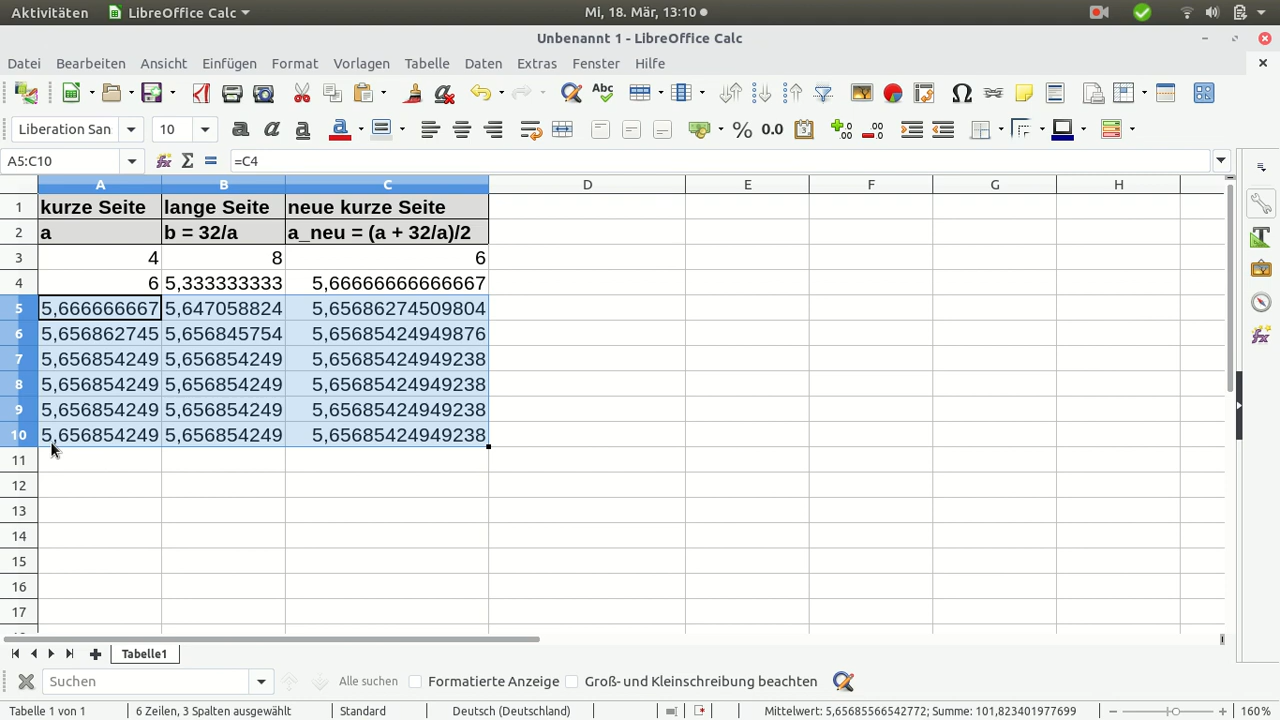 Aktivitäten LibreOffice Calc Mi, 18. Mär, 13:10
Unbenannt 1 - LibreOffice Calc
Datei Bearbeiten Ansicht Einfügen Format Vorlagen Tabelle Daten Extras Fenster Hilfe
Liberation San 10 a a a a % 0.0
A5:C10 =C4
A B C D E F G H
1 kurze Seite lange Seite neue kurze Seite
2 a b = 32/a a_neu = (a + 32/a)/2
3 4 8 6
4 6 5,333333333 5,66666666666667
5 5,666666667 5,647058824 5,65686274509804
6 5,656862745 5,656845754 5,65685424949876
7 5,656854249 5,656854249 5,65685424949238
8 5,656854249 5,656854249 5,65685424949238
9 5,656854249 5,656854249 5,65685424949238
10 5,656854249 5,656854249 5,65685424949238
11
12
13
14
15
16
17
Tabelle1
Suchen Alle suchen Formatierte Anzeige Groß- und Kleinschreibung beachten
Tabelle 1 von 1 6 Zeilen, 3 Spalten ausgewählt Standard Deutsch (Deutschland) Mittelwert: 5,65685566542772; Summe: 101,823401977699 160%